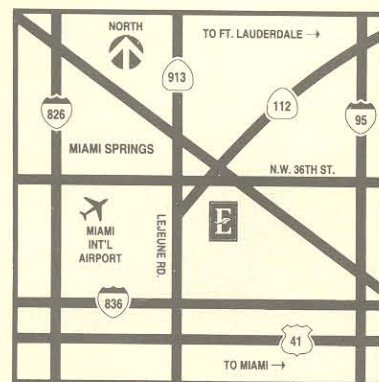 NORTH
TO FT. LAUDERDALE →
913
112
826
95
MIAMI SPRINGS
N.W. 36TH ST.
MIAMI
INT'L
AIRPORT
LEJEUNE RD.
E
836
41
TO MIAMI →